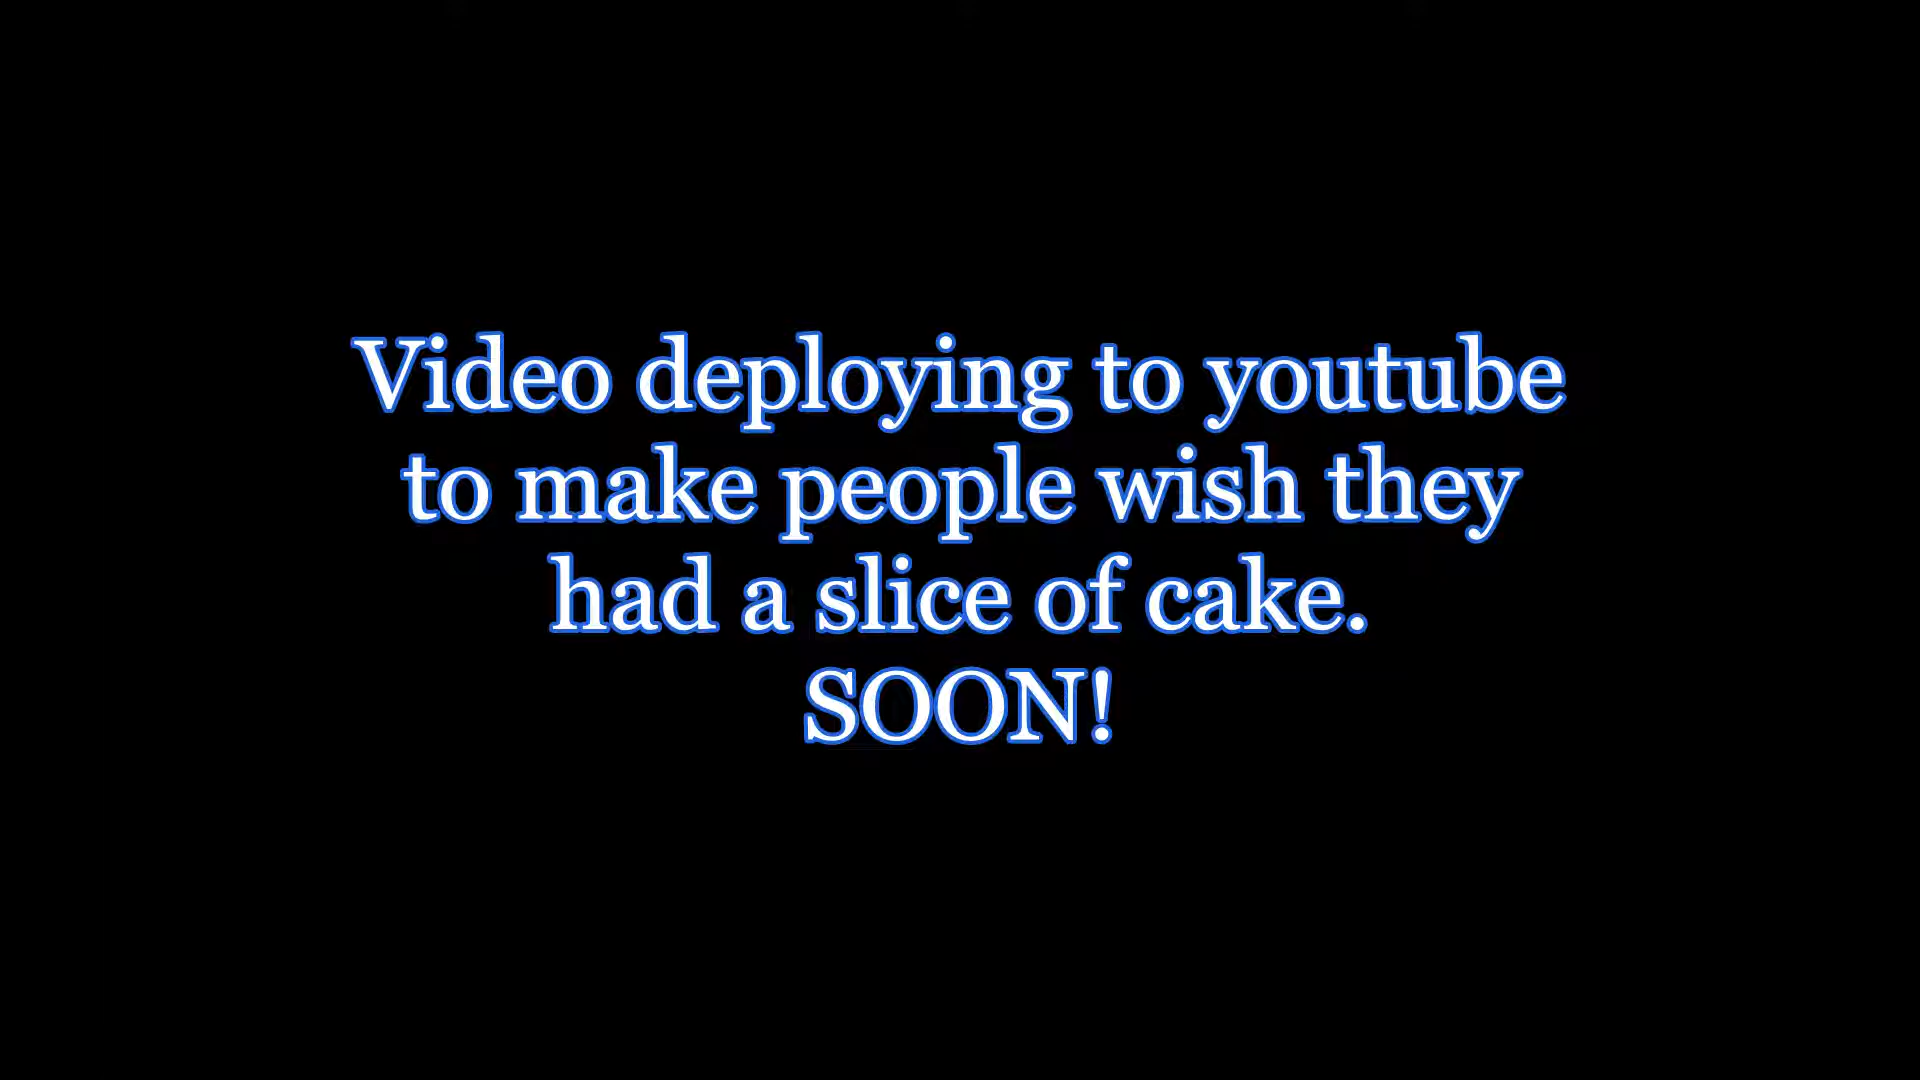 Video deploying to youtube
to make people wish they
had a slice of cake.
SOON!